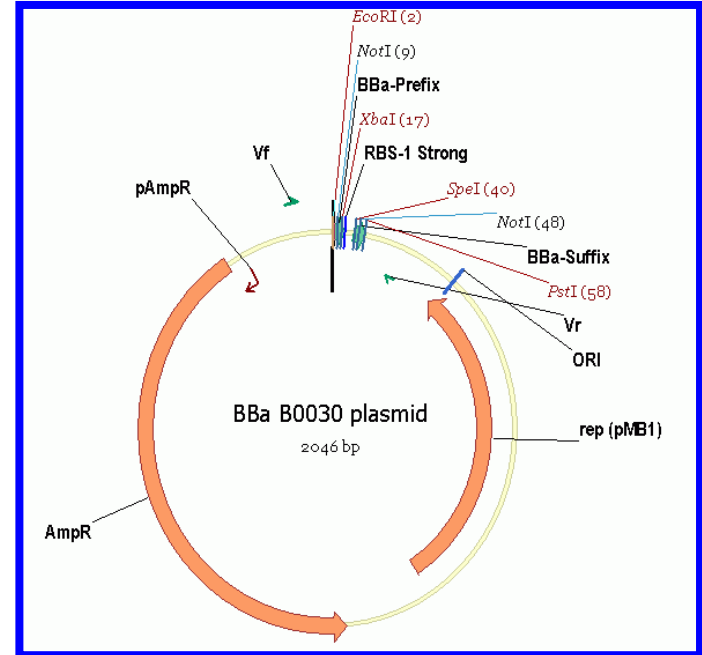 EcoRI (2)
NotI (9)
BBa-Prefix
XbaI (17)
Vf
RBS-1 Strong
pAmpR
SpeI (40)
NotI (48)
BBa-Suffix
PstI (58)
Vr
ORI
BBa B0030 plasmid
2046 bp
rep (pMB1)
AmpR